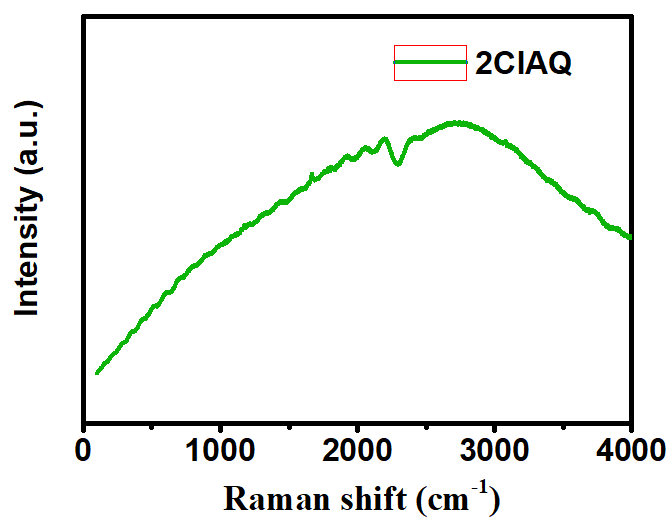 2ClAQ
Intensity (a.u.)
0 1000 2000 3000 4000
Raman shift (cm⁻¹)